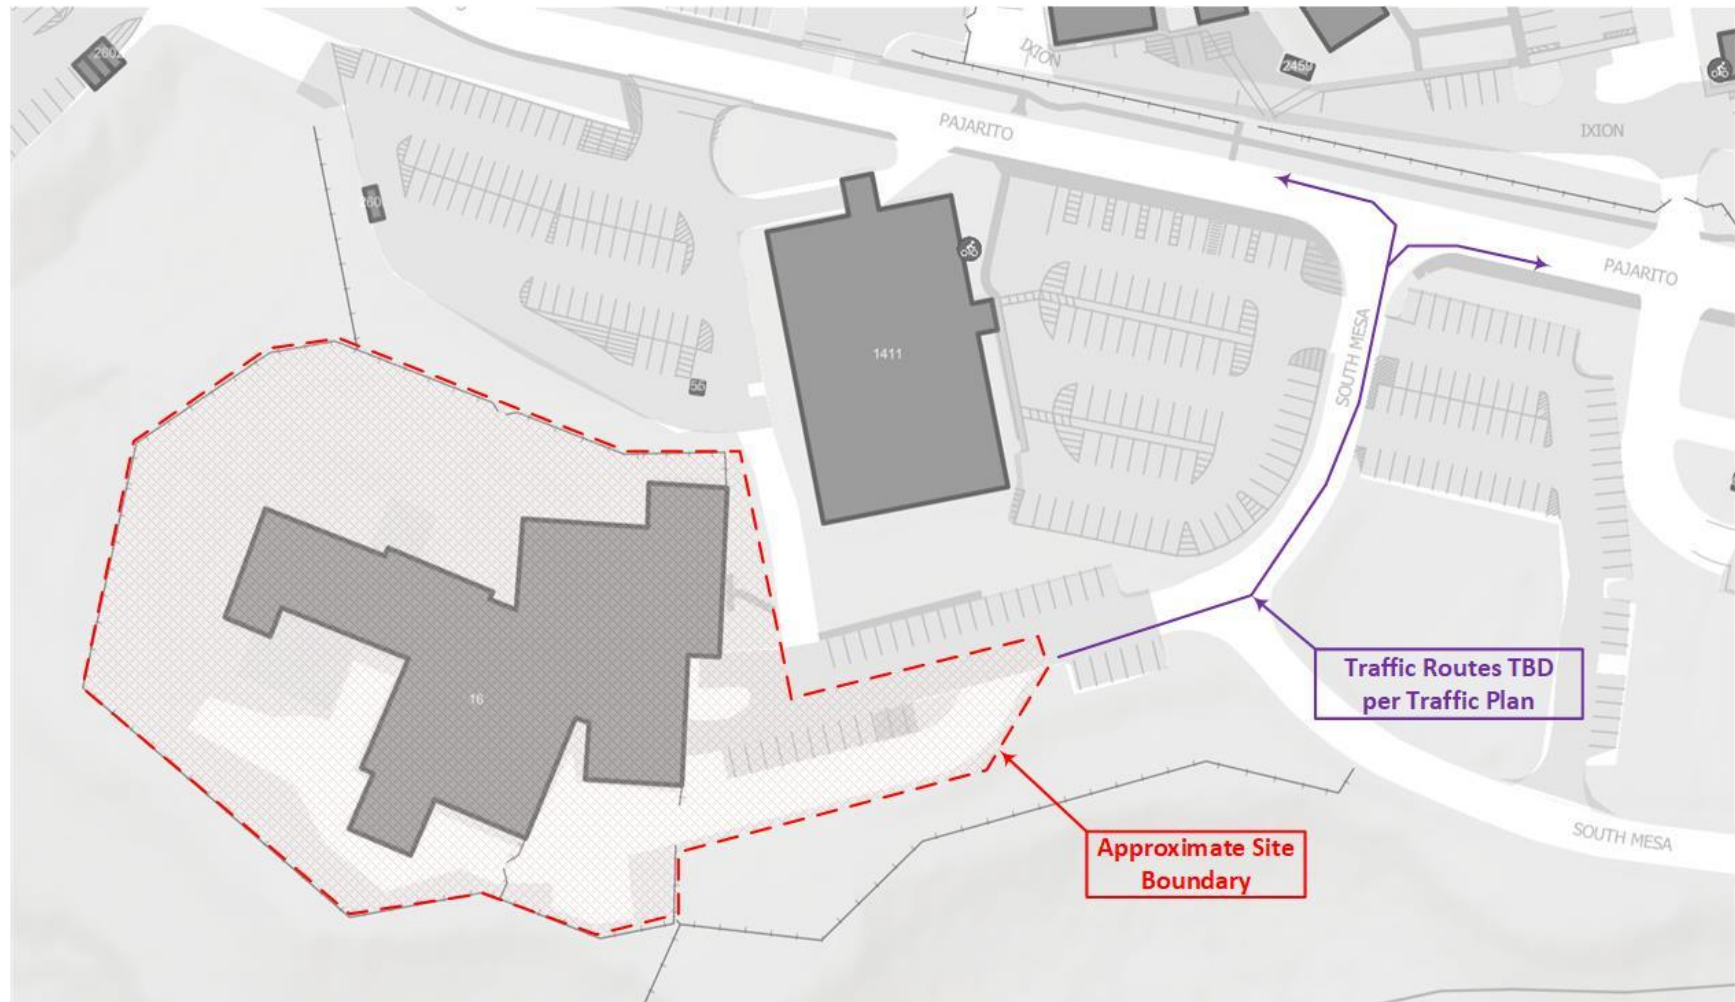 IXION
2459
PAJARITO
IXION
PAJARITO
1411
SOUTH MESA
Traffic Routes TBD
per Traffic Plan
16
SOUTH MESA
Approximate Site
Boundary